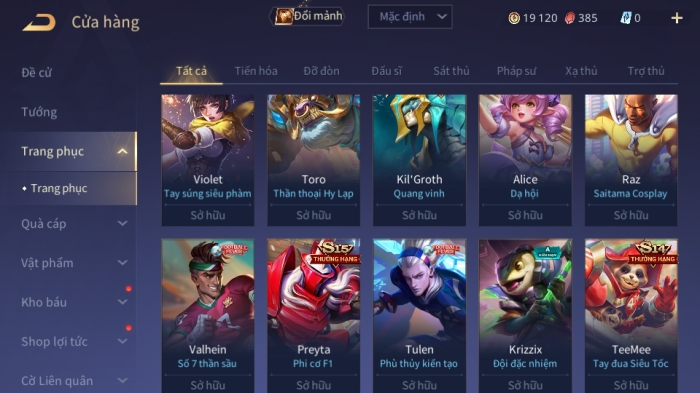 Cửa hàng
Đổi mảnh
Mặc định
19 120
385
0
+
Đề cử
Tướng
Trang phục
Trang phục
Quà cáp
Vật phẩm
Kho báu
Shop lợi tức
Cờ Liên quân
Tất cả Tiến hóa Đỡ đòn Đấu sĩ Sát thủ Pháp sư Xạ thủ Trợ thủ
Violet
Tay súng siêu phàm
Sở hữu
Toro
Thần thoại Hy Lạp
Sở hữu
Kil'Groth
Quang vinh
Sở hữu
Alice
Dạ hội
Sở hữu
Raz
Saitama Cosplay
Sở hữu
Valhein
Số 7 thần sầu
Sở hữu
S15
THƯỞNG HẠNG
Preyta
Phi cơ F1
Sở hữu
Tulen
Phù thủy kiến tạo
Sở hữu
Krizzix
Đội đặc nhiệm
Sở hữu
S14
THƯỞNG HẠNG
TeeMee
Tay đua Siêu Tốc
Sở hữu